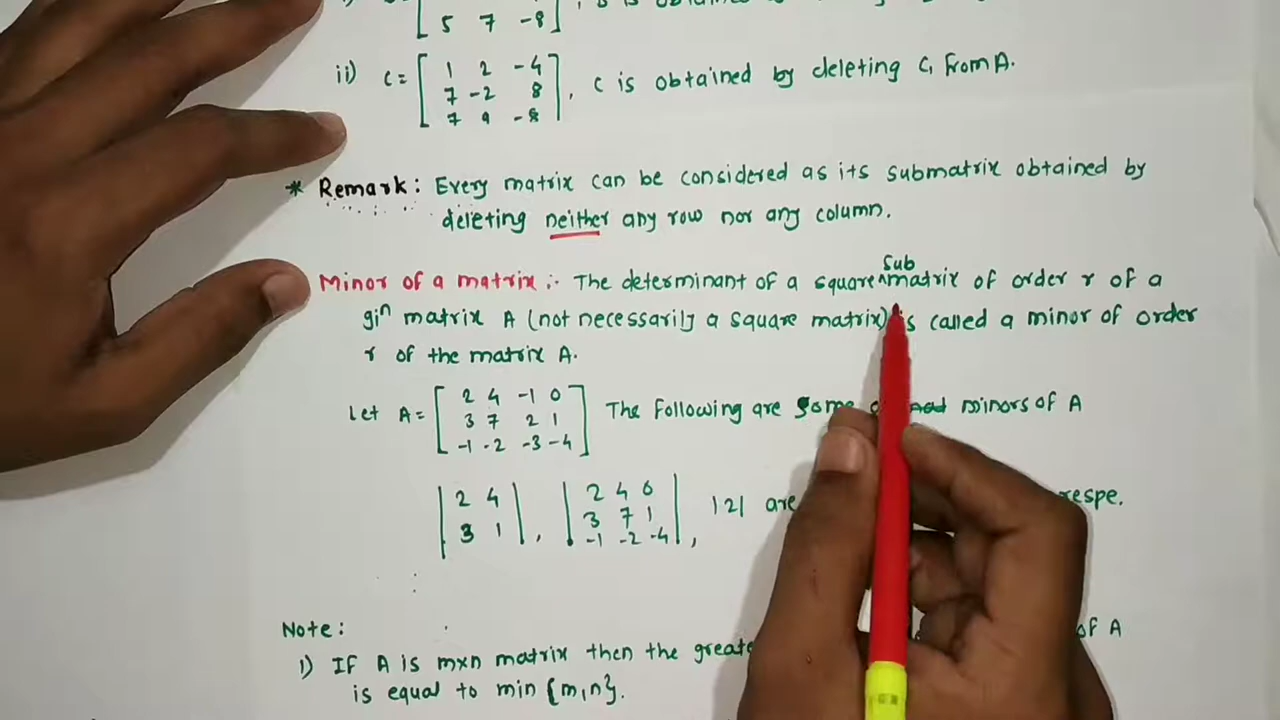 5 7 -8
ii) C= [ 1 2 -4
7 -2 8
7 9 -8 ], C is obtained by deleting C1 from A.
* Remark: Every matrix can be considered as its submatrix obtained by
deleting neither any row nor any column.
Minor of a matrix :- The determinant of a square ^Sub matrix of order r of a
giⁿ matrix A (not necessarily a square matrix) is called a minor of order
r of the matrix A.
Let A= [ 2 4 -1 0
3 7 2 1
-1 -2 -3 -4 ] The following are some minors of A
| 2 4
3 1 |, | 2 4 0
3 7 1
-1 -2 -4 |, |2| are respe.
Note:
1) If A is mxn matrix then the greate of A
is equal to min {m,n}.